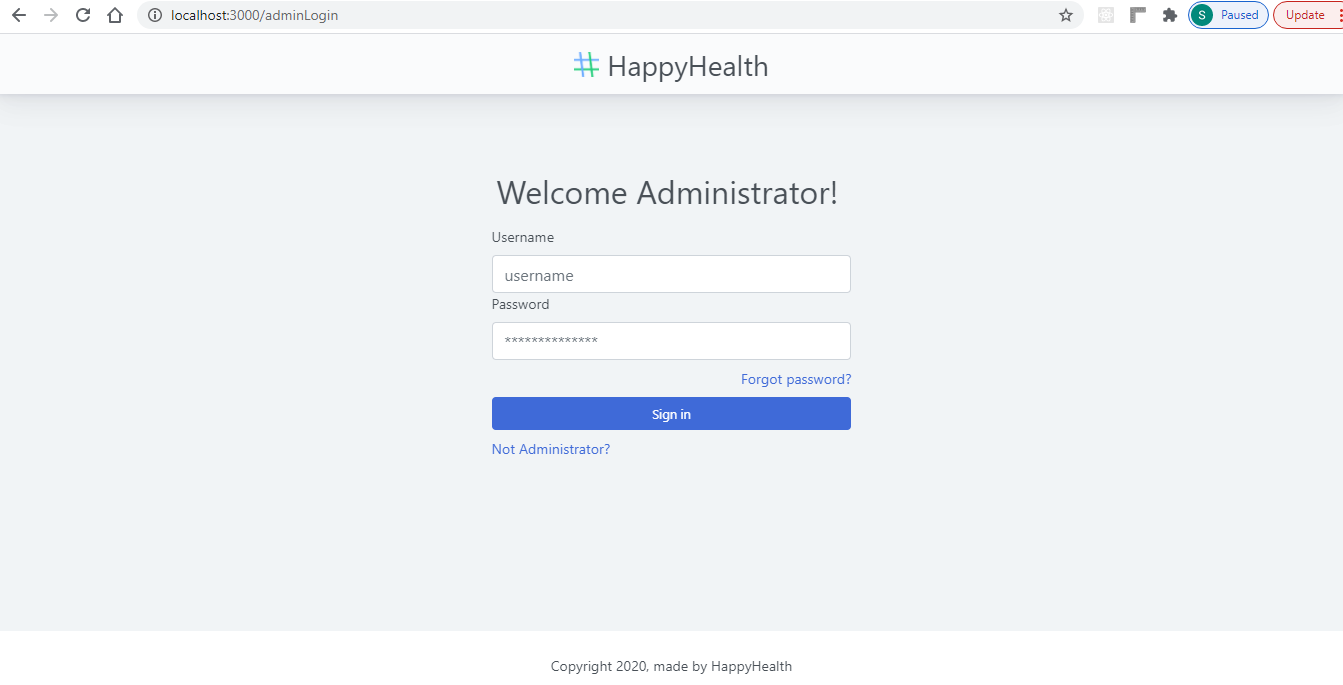 localhost:3000/adminLogin
S Paused Update
HappyHealth
Welcome Administrator!
Username
username
Password
**************
Forgot password?
Sign in
Not Administrator?
Copyright 2020, made by HappyHealth